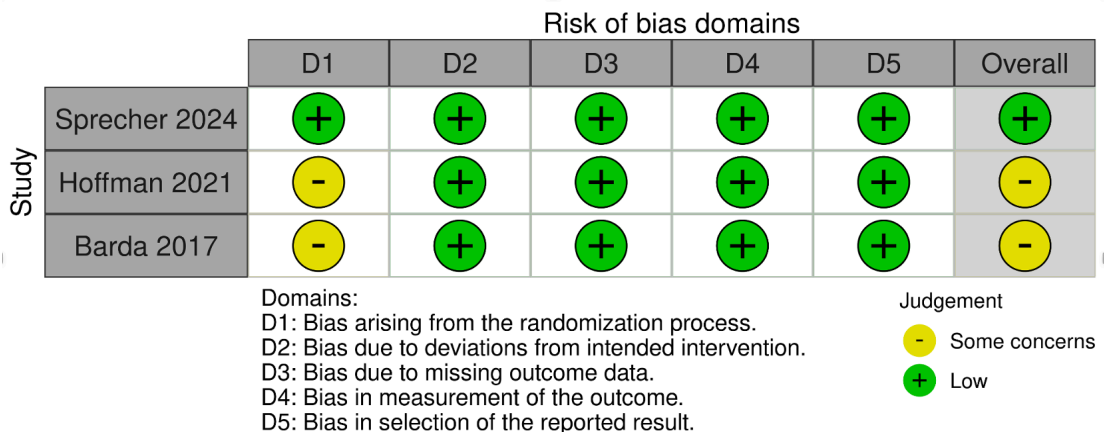 Risk of bias domains
D1 D2 D3 D4 D5 Overall
Study
Sprecher 2024 + + + + + +
Hoffman 2021 - + + + + -
Barda 2017 - + + + + -
Domains:
D1: Bias arising from the randomization process.
D2: Bias due to deviations from intended intervention.
D3: Bias due to missing outcome data.
D4: Bias in measurement of the outcome.
D5: Bias in selection of the reported result.
Judgement
- Some concerns
+ Low